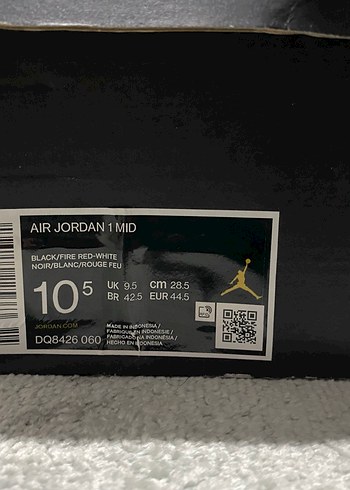 AIR JORDAN 1 MID
BLACK/FIRE RED-WHITE
NOIR/BLANC/ROUGE FEU
10 5 UK 9.5 cm 28.5
BR 42.5 EUR 44.5
JORDAN.COM
DQ8426 060
MADE IN INDONESIA /
FABRIQUÉ EN INDONÉSIE /
FABRICADO NA INDONÉSIA /
HECHO EN INDONESIA